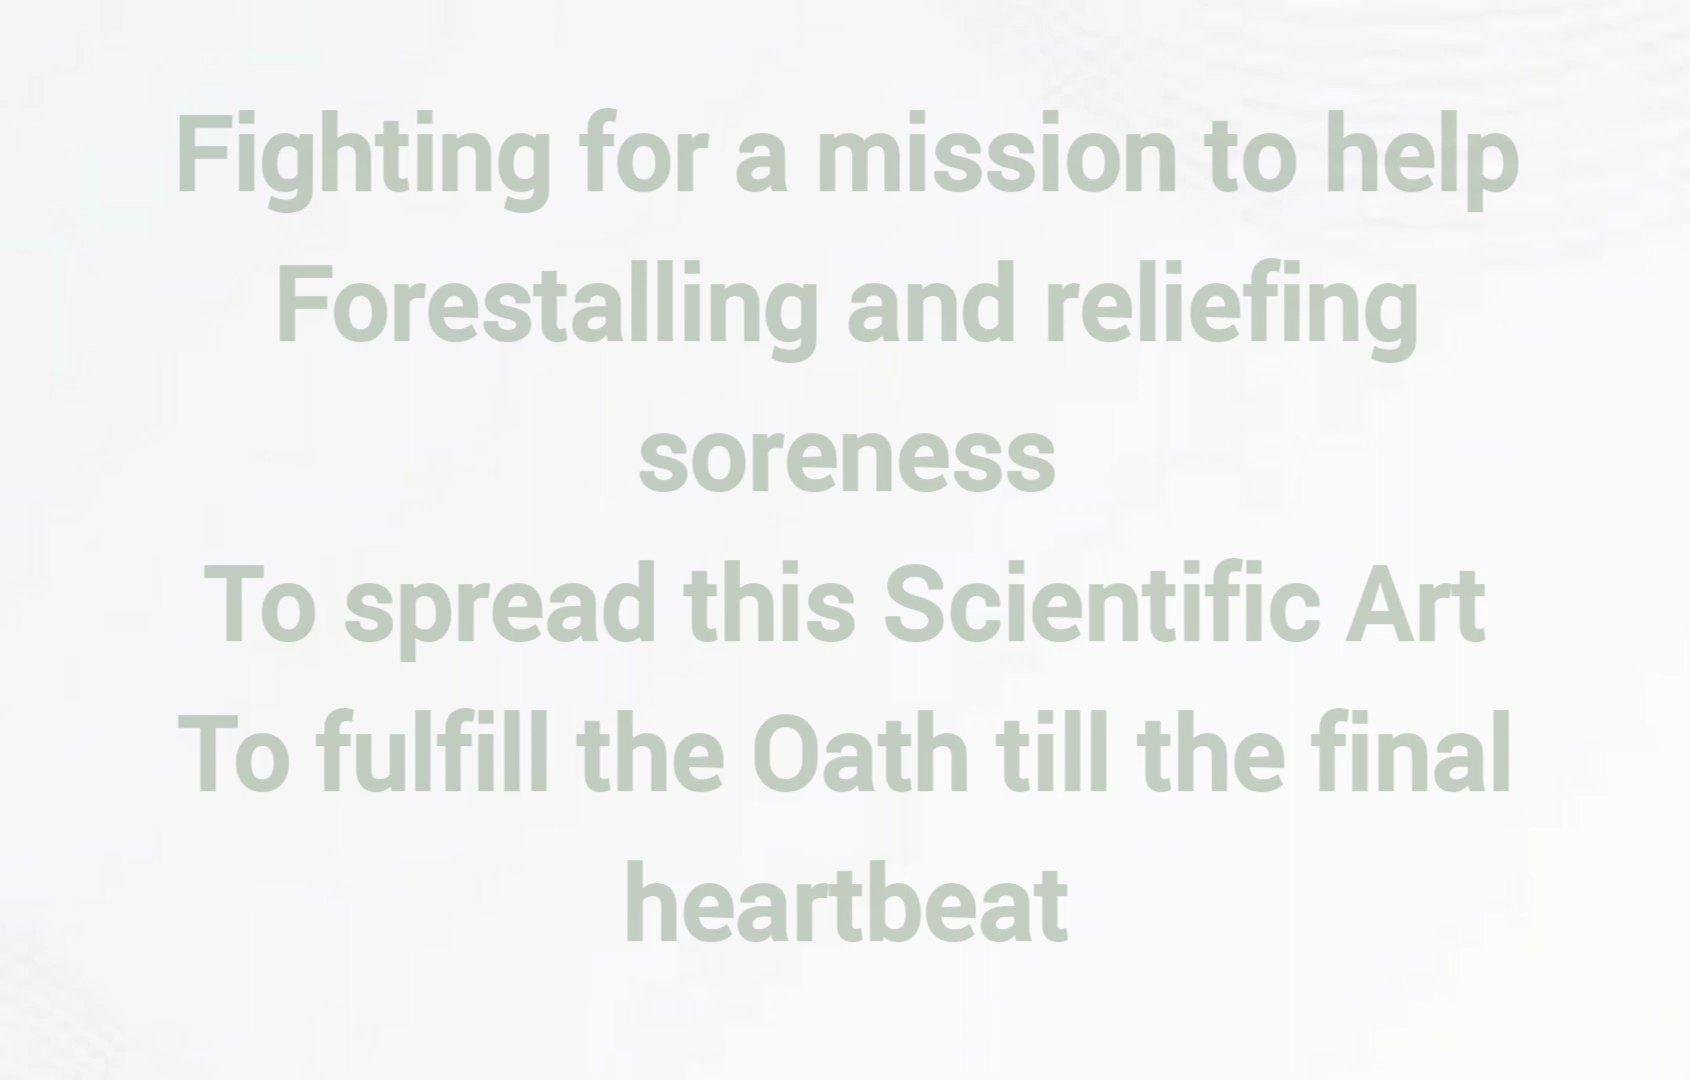 Fighting for a mission to help
Forestalling and reliefing
soreness
To spread this Scientific Art
To fulfill the Oath till the final
heartbeat